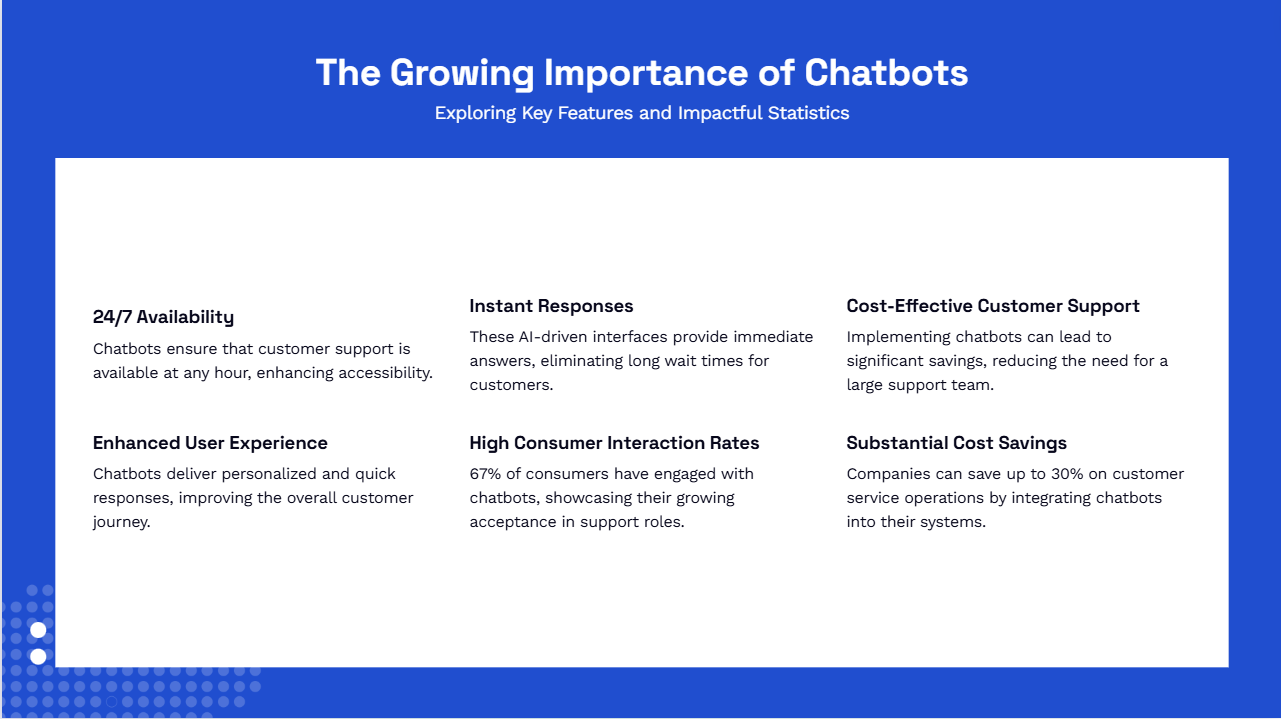 The Growing Importance of Chatbots
Exploring Key Features and Impactful Statistics
24/7 Availability
Chatbots ensure that customer support is
available at any hour, enhancing accessibility.
Instant Responses
These AI-driven interfaces provide immediate
answers, eliminating long wait times for
customers.
Cost-Effective Customer Support
Implementing chatbots can lead to
significant savings, reducing the need for a
large support team.
Enhanced User Experience
Chatbots deliver personalized and quick
responses, improving the overall customer
journey.
High Consumer Interaction Rates
67% of consumers have engaged with
chatbots, showcasing their growing
acceptance in support roles.
Substantial Cost Savings
Companies can save up to 30% on customer
service operations by integrating chatbots
into their systems.